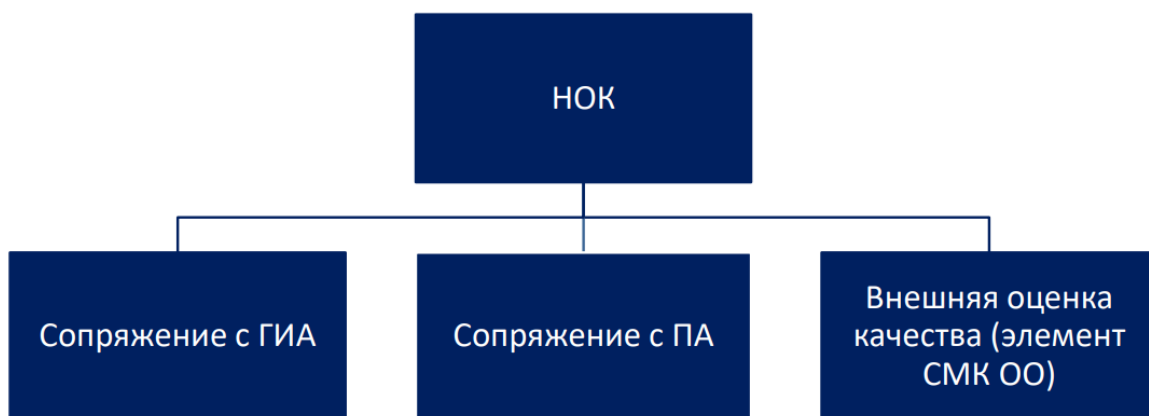 НОК
Сопряжение с ГИА
Сопряжение с ПА
Внешняя оценка
качества (элемент
СМК ОО)